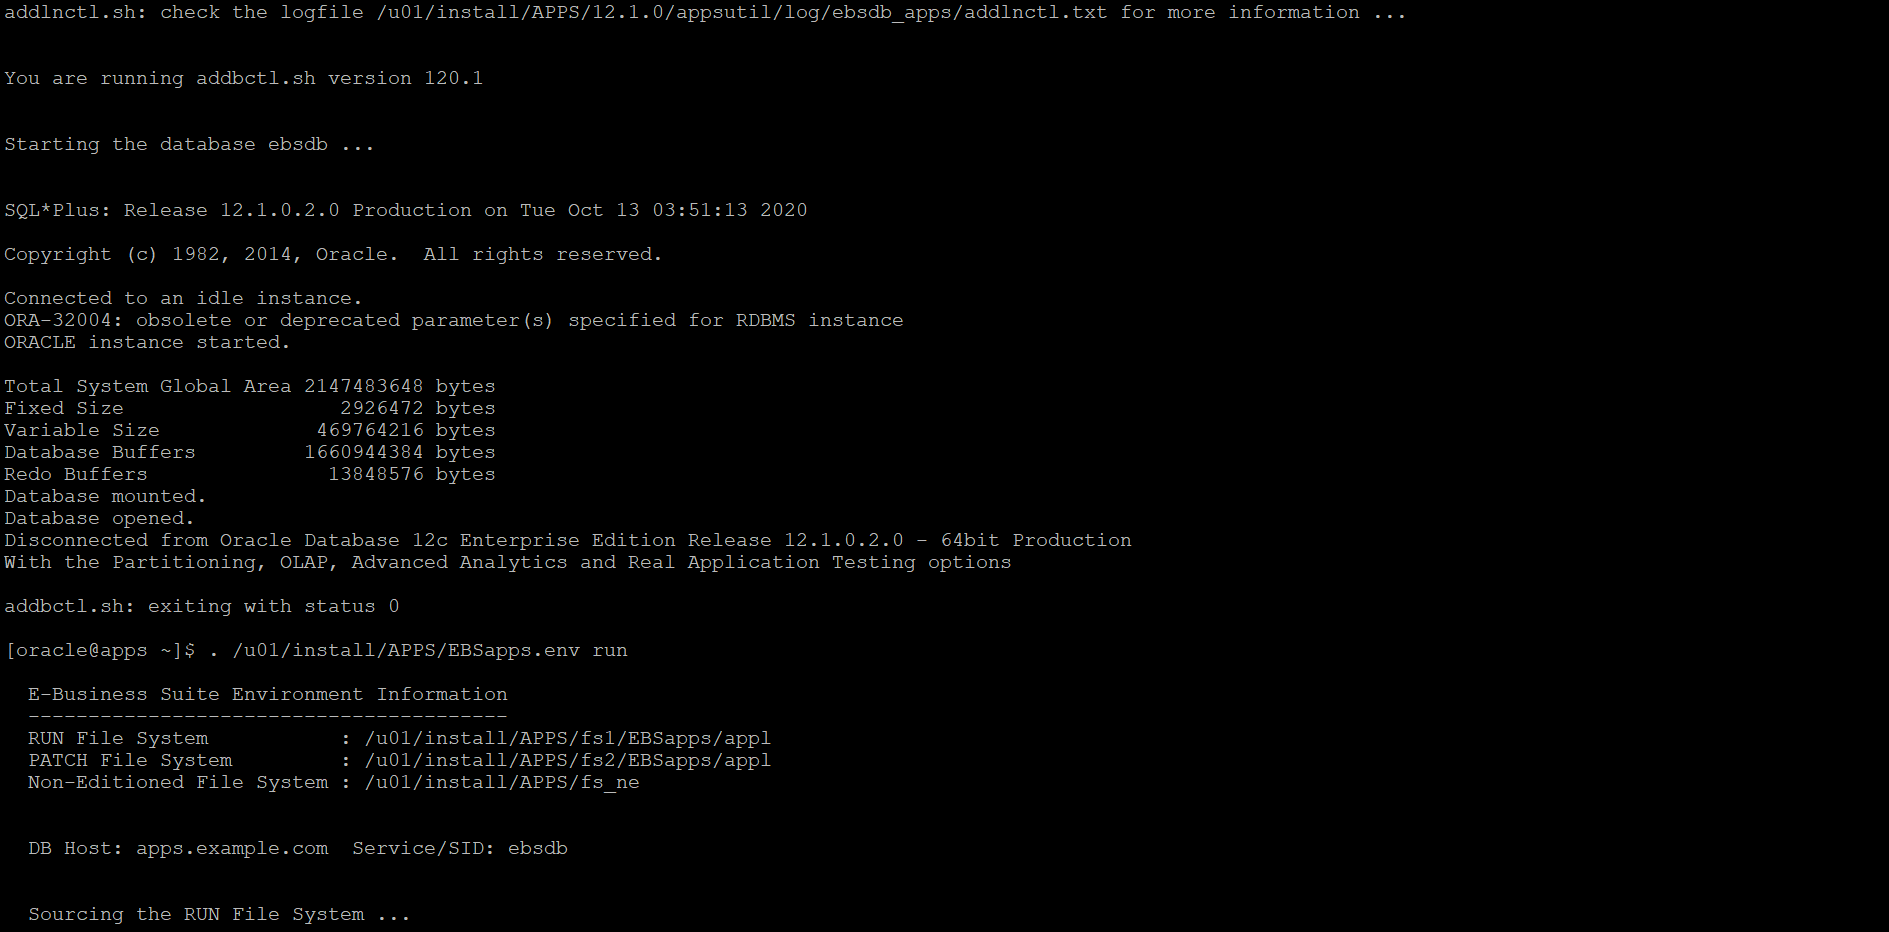 addlnctl.sh: check the logfile /u01/install/APPS/12.1.0/appsutil/log/ebsdb_apps/addlnctl.txt for more information ...
You are running addbctl.sh version 120.1
Starting the database ebsdb ...
SQL*Plus: Release 12.1.0.2.0 Production on Tue Oct 13 03:51:13 2020
Copyright (c) 1982, 2014, Oracle.  All rights reserved.
Connected to an idle instance.
ORA-32004: obsolete or deprecated parameter(s) specified for RDBMS instance
ORACLE instance started.
Total System Global Area 2147483648 bytes
Fixed Size                  2926472 bytes
Variable Size             469764216 bytes
Database Buffers         1660944384 bytes
Redo Buffers               13848576 bytes
Database mounted.
Database opened.
Disconnected from Oracle Database 12c Enterprise Edition Release 12.1.0.2.0 - 64bit Production
With the Partitioning, OLAP, Advanced Analytics and Real Application Testing options
addbctl.sh: exiting with status 0
[oracle@apps ~]$ . /u01/install/APPS/EBSapps.env run
E-Business Suite Environment Information
----------------------------------------
RUN File System           : /u01/install/APPS/fs1/EBSapps/appl
PATCH File System         : /u01/install/APPS/fs2/EBSapps/appl
Non-Editioned File System : /u01/install/APPS/fs_ne
DB Host: apps.example.com  Service/SID: ebsdb
Sourcing the RUN File System ...